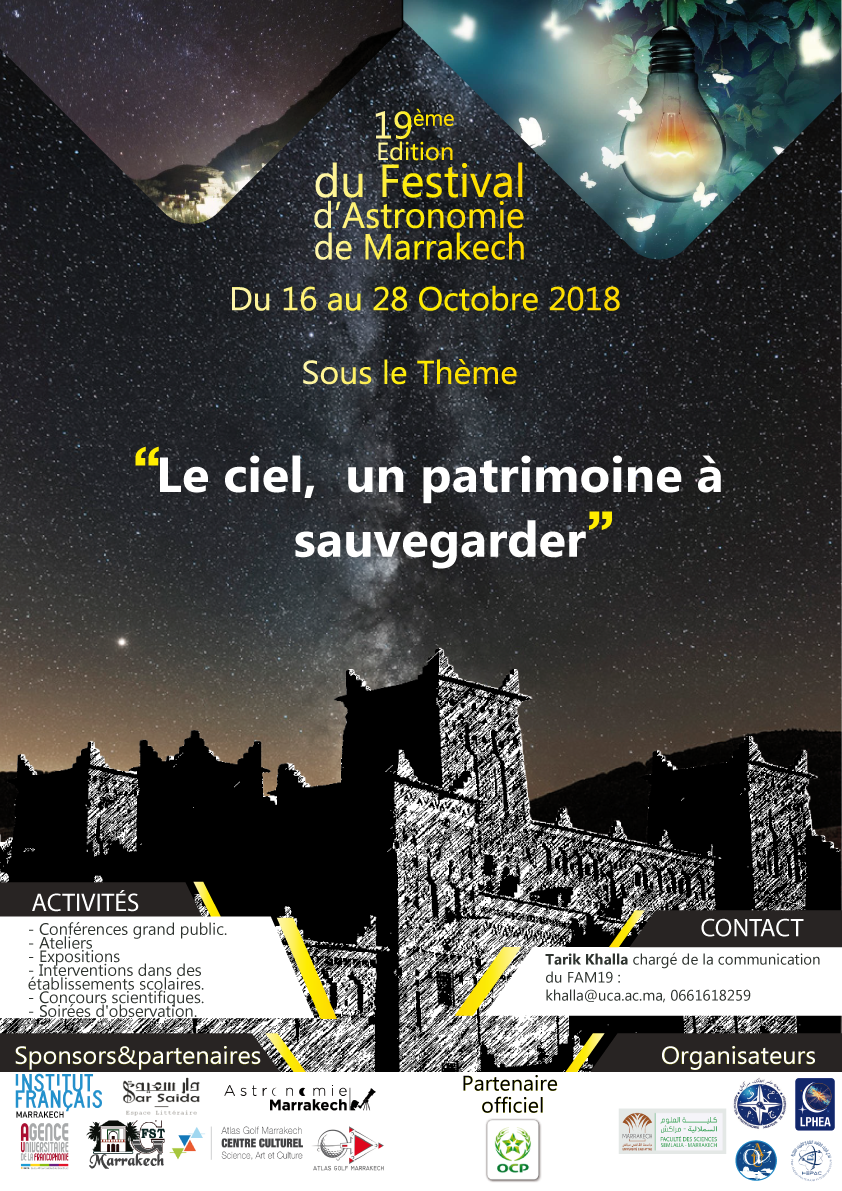 19ème
Edition
du Festival
d'Astronomie
de Marrakech
Du 16 au 28 Octobre 2018
Sous le Thème
“Le ciel, un patrimoine à
sauvegarder”
ACTIVITÉS
- Conférences grand public.
- Ateliers
- Expositions
- Interventions dans des
établissements scolaires.
- Concours scientifiques.
- Soirées d'observation.
CONTACT
Tarik Khalla chargé de la communication
du FAM19 :
khalla@uca.ac.ma, 0661618259
Sponsors&partenaires
Organisateurs
INSTITUT
FRANÇAIS
MARRAKECH
دار سعيدة
Dar Saida
Espace Littéraire
Astronomie
Marrakech
AGENCE
UNIVERSITAIRE
DE LA FRANCOPHONIE
FST
Marrakech
Atlas Golf Marrakech
CENTRE CULTUREL
Science, Art et Culture
ATLAS GOLF MARRAKECH
Partenaire
officiel
OCP
MARRAKECH
كلية العلوم
السملالية - مراكش
FACULTÉ DES SCIENCES
SEMLALIA - MARRAKECH
LPHEA
HEPAC